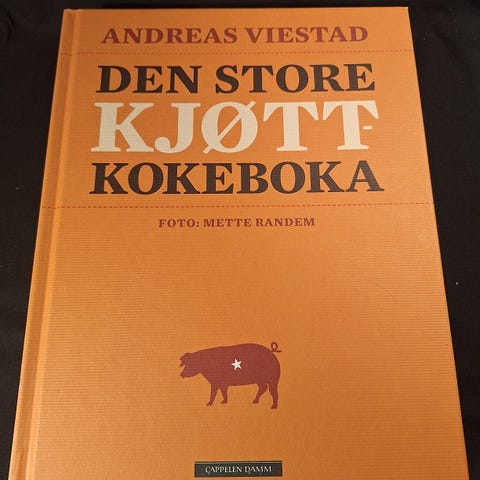 ANDREAS VIESTAD
DEN STORE
KJØTT-
KOKEBOKA
FOTO: METTE RANDEM
CAPPELEN DAMM